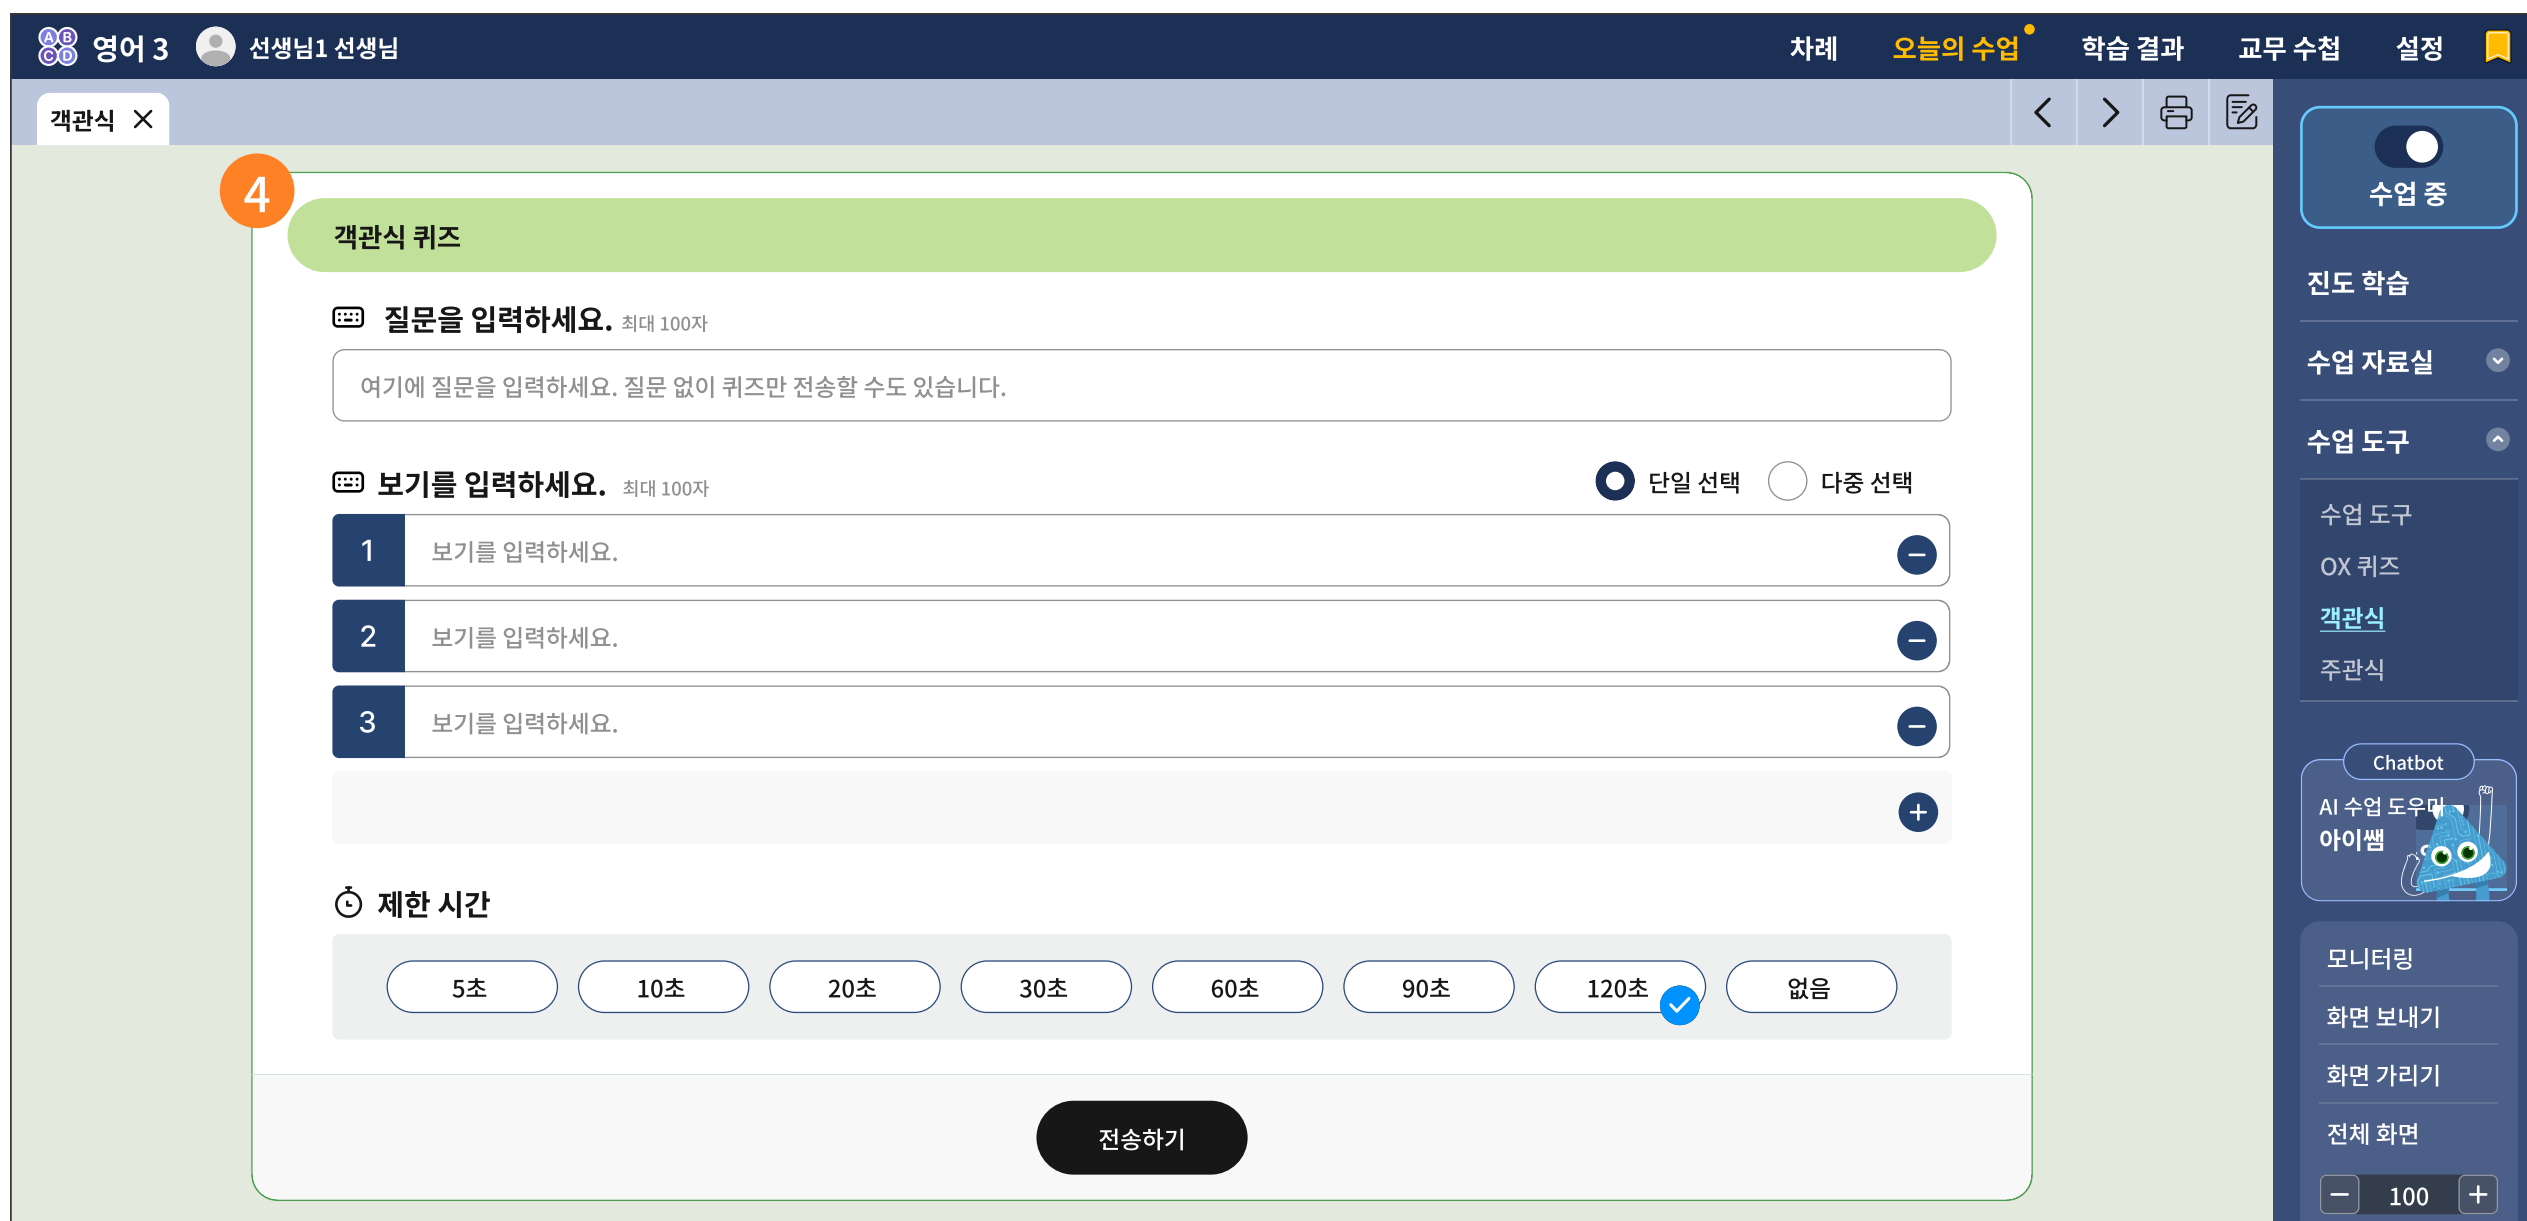 A B C D 영어 3 선생님1 선생님 차례 오늘의 수업 학습 결과 교무 수첩 설정
객관식
4
객관식 퀴즈
질문을 입력하세요. 최대 100자
여기에 질문을 입력하세요. 질문 없이 퀴즈만 전송할 수도 있습니다.
보기를 입력하세요. 최대 100자 단일 선택 다중 선택
1 보기를 입력하세요.
2 보기를 입력하세요.
3 보기를 입력하세요.
제한 시간
5초 10초 20초 30초 60초 90초 120초 없음
전송하기
수업 중
진도 학습
수업 자료실
수업 도구
수업 도구
OX 퀴즈
객관식
주관식
Chatbot
AI 수업 도우미
아이쌤
모니터링
화면 보내기
화면 가리기
전체 화면
100